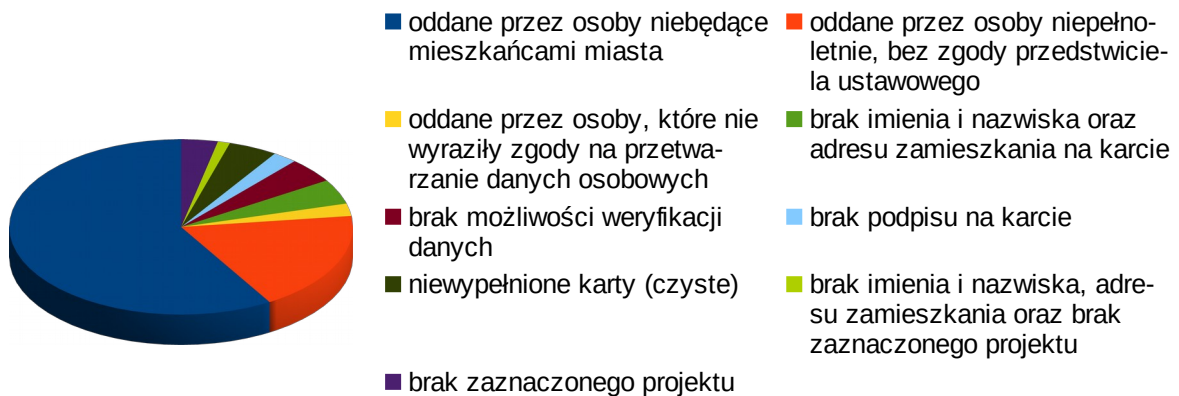 oddane przez osoby niebędące
mieszkańcami miasta
oddane przez osoby niepełno-
letnie, bez zgody przedstwicie-
la ustawowego
oddane przez osoby, które nie
wyraziły zgody na przetwa-
rzanie danych osobowych
brak imienia i nazwiska oraz
adresu zamieszkania na karcie
brak możliwości weryfikacji
danych
brak podpisu na karcie
niewypełnione karty (czyste)
brak imienia i nazwiska, adre-
su zamieszkania oraz brak
zaznaczonego projektu
brak zaznaczonego projektu